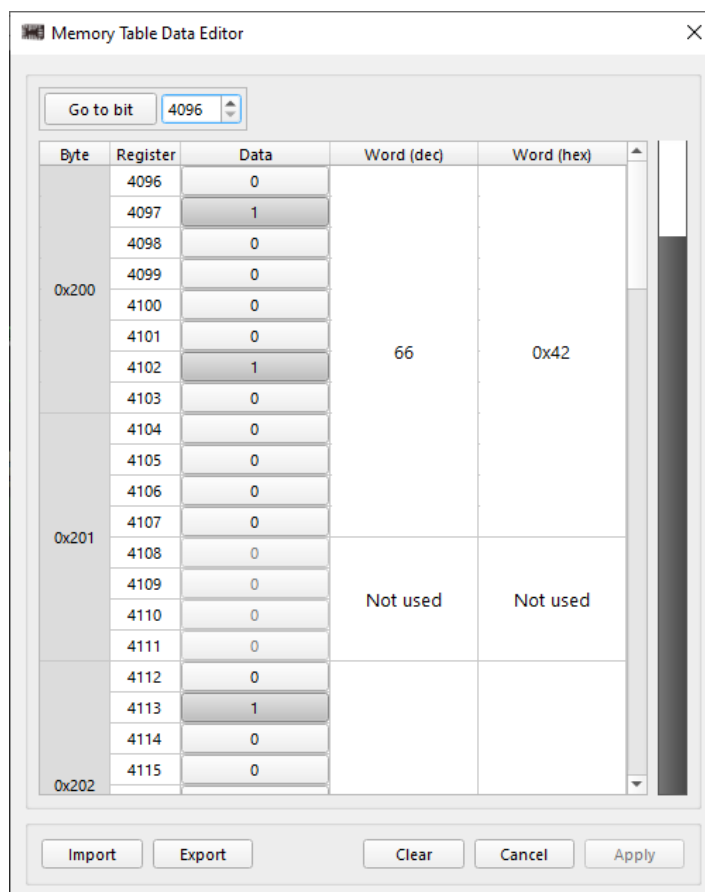 Memory Table Data Editor
Go to bit 4096
Byte Register Data Word (dec) Word (hex)
4096 0
4097 1
4098 0
4099 0
0x200
4100 0
4101 0
66 0x42
4102 1
4103 0
4104 0
4105 0
4106 0
4107 0
0x201
4108 0
4109 0
Not used Not used
4110 0
4111 0
4112 0
4113 1
4114 0
4115 0
0x202
Import Export Clear Cancel Apply